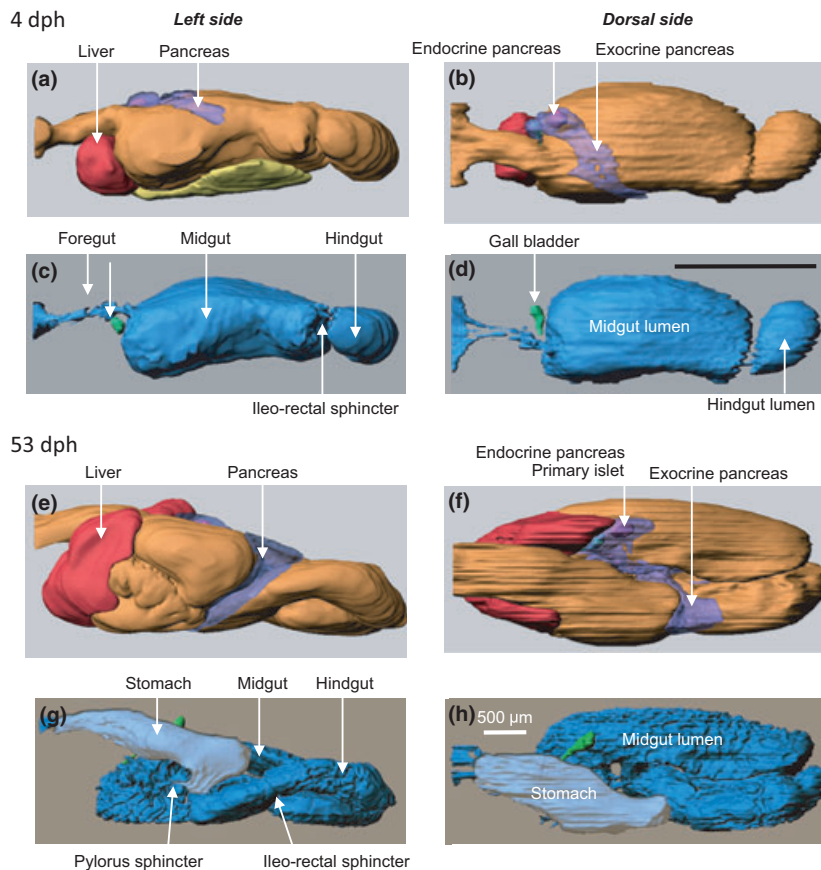 4 dph
Left side
Dorsal side
Liver
Pancreas
Endocrine pancreas
Exocrine pancreas
(a)
(b)
Foregut
Midgut
Hindgut
Gall bladder
(c)
(d)
Midgut lumen
Ileo-rectal sphincter
Hindgut lumen
53 dph
Liver
Pancreas
Endocrine pancreas
Primary islet
Exocrine pancreas
(e)
(f)
Stomach
Midgut
Hindgut
(g)
(h)
500 µm
Midgut lumen
Stomach
Pylorus sphincter
Ileo-rectal sphincter